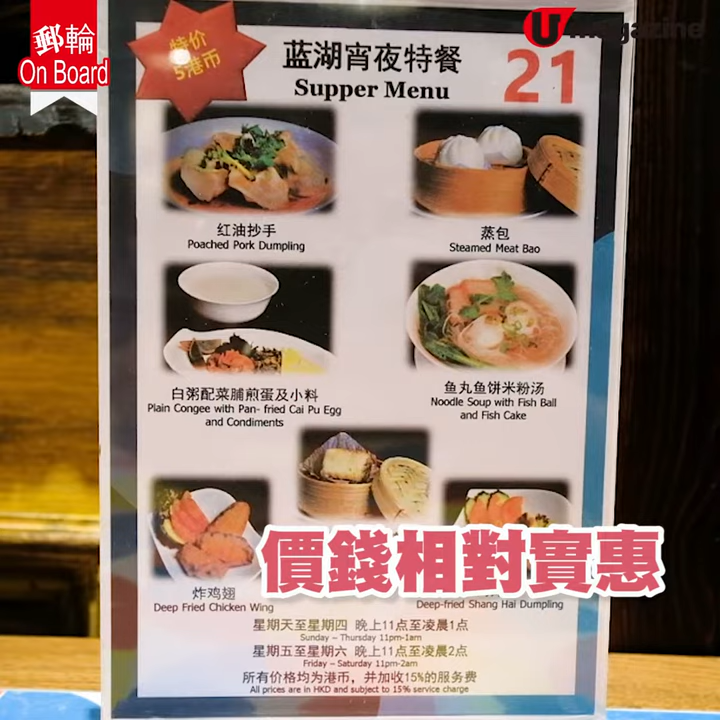 郵輪
On Board
U magazine
特价
5港币
蓝湖宵夜特餐
Supper Menu
21
红油抄手
Poached Pork Dumpling
蒸包
Steamed Meat Bao
白粥配菜脯煎蛋及小料
Plain Congee with Pan- fried Cai Pu Egg
and Condiments
鱼丸鱼饼米粉汤
Noodle Soup with Fish Ball
and Fish Cake
價錢相對實惠
炸鸡翅
Deep Fried Chicken Wing
Deep-fried Shang Hai Dumpling
星期天至星期四 晚上11点至凌晨1点
Sunday – Thursday 11pm-1am
星期五至星期六 晚上11点至凌晨2点
Friday – Saturday 11pm-2am
所有价格均为港币，并加收15%的服务费
All prices are in HKD and subject to 15% service charge